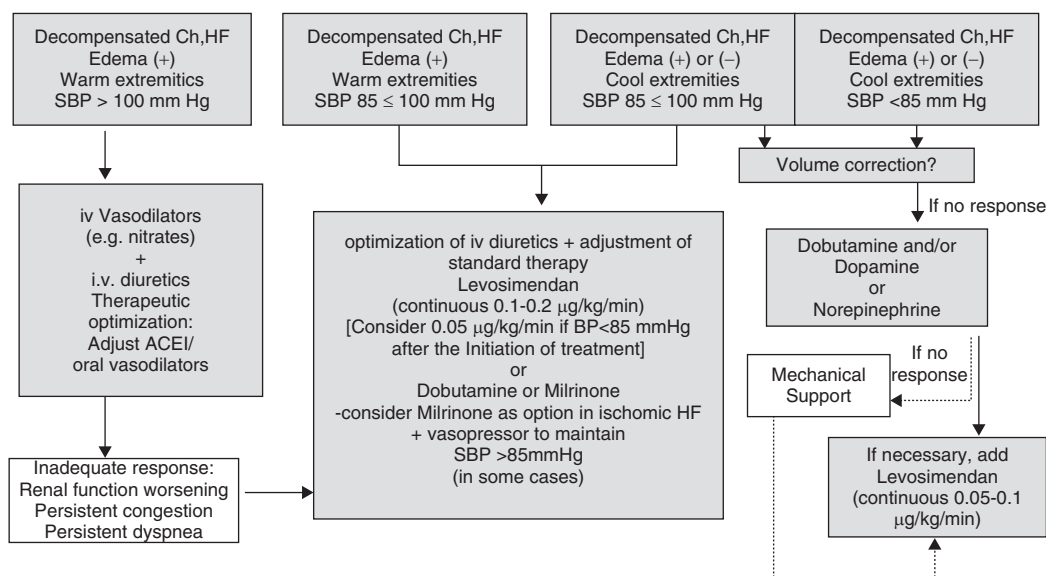 Decompensated Ch,HF
Edema (+)
Warm extremitics
SBP > 100 mm Hg
Decompensated Ch,HF
Edema (+)
Warm extremities
SBP 85 ≤ 100 mm Hg
Decompensated Ch,HF
Edema (+) or (−)
Cool extremities
SBP 85 ≤ 100 mm Hg
Decompensated Ch,HF
Edema (+) or (−)
Cool extremities
SBP <85 mm Hg
Volume correction?
If no response
iv Vasodilators
(e.g. nitrates)
+
i.v. diuretics
Therapeutic
optimization:
Adjust ACEI/
oral vasodilators
optimization of iv diuretics + adjustment of
standard therapy
Levosimendan
(continuous 0.1-0.2 μg/kg/min)
[Consider 0.05 μg/kg/min if BP<85 mmHg
after the Initiation of treatment]
or
Dobutamine or Milrinone
-consider Milrinone as option in ischomic HF
+ vasopressor to maintain
SBP >85mmHg
(in some cases)
Dobutamine and/or
Dopamine
or
Norepinephrine
If no
response
Mechanical
Support
If necessary, add
Levosimendan
(continuous 0.05-0.1
μg/kg/min)
Inadequate response:
Renal function worsening
Persistent congestion
Persistent dyspnea